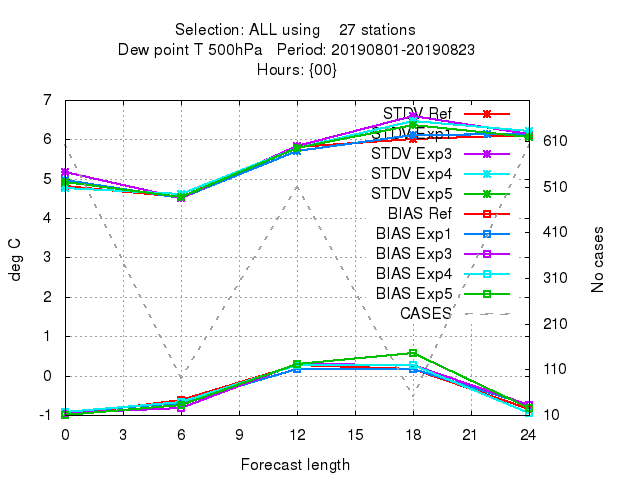 Selection: ALL using    27 stations
Dew point T 500hPa   Period: 20190801-20190823
Hours: {00}
7
6
5
4
3
2
1
0
-1
deg C
STDV Ref
STDV Exp1
STDV Exp3
STDV Exp4
STDV Exp5
BIAS Ref
BIAS Exp1
BIAS Exp3
BIAS Exp4
BIAS Exp5
CASES
610
510
410
310
210
110
10
No cases
0 3 6 9 12 15 18 21 24
Forecast length